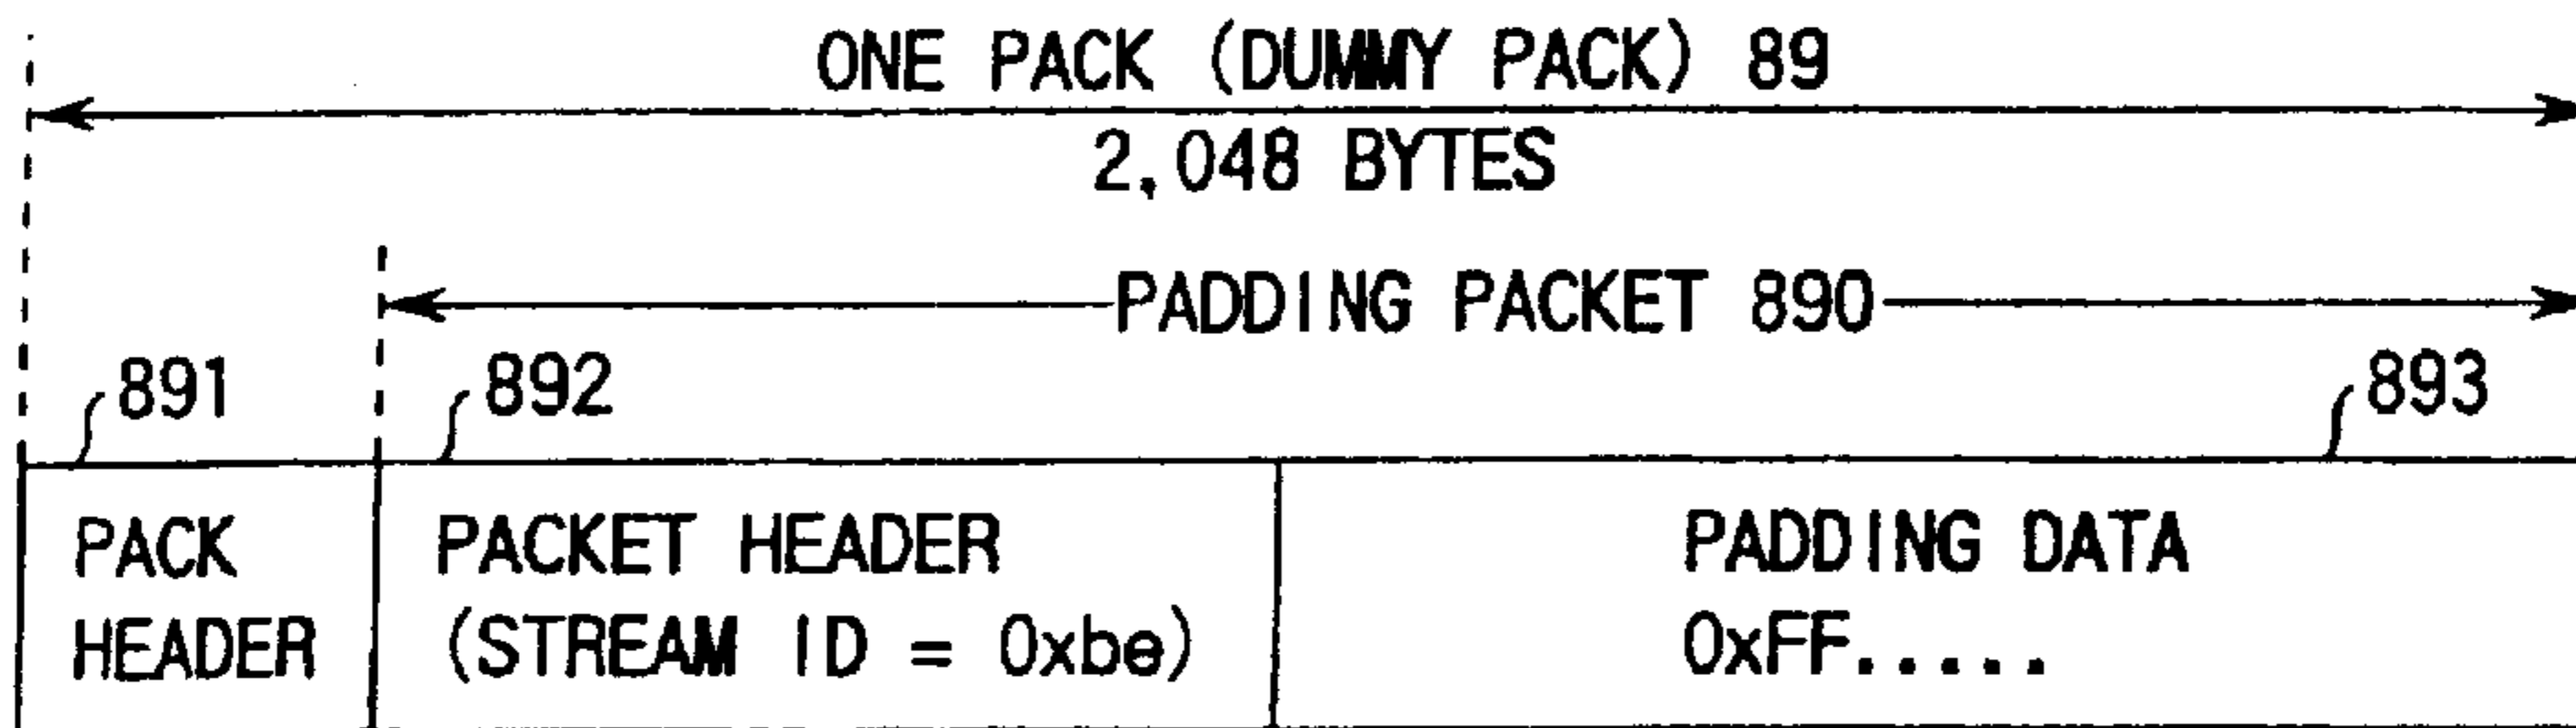 ONE PACK (DUMMY PACK) 89
2,048 BYTES
PADDING PACKET 890
891
892
893
PACK
HEADER
PACKET HEADER
(STREAM ID = 0xbe)
PADDING DATA
0xFF.....